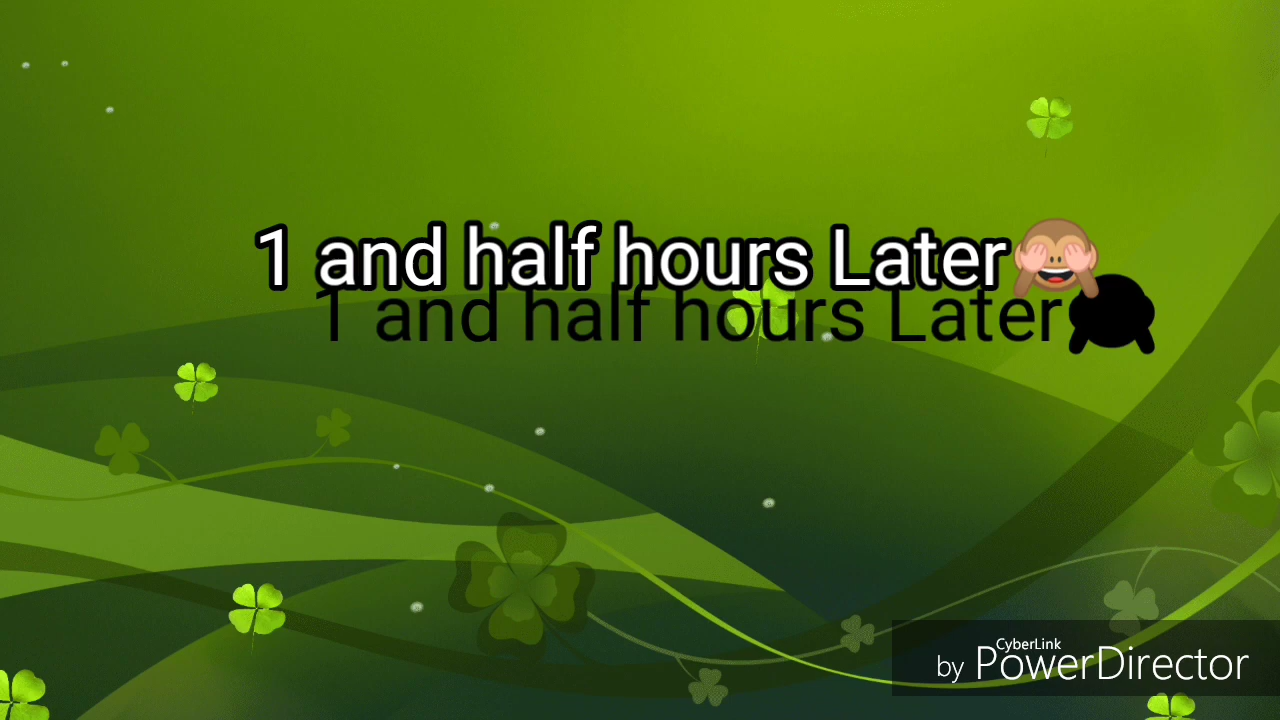 1 and half hours Later🙈
1 and half hours Later
CyberLink
by PowerDirector